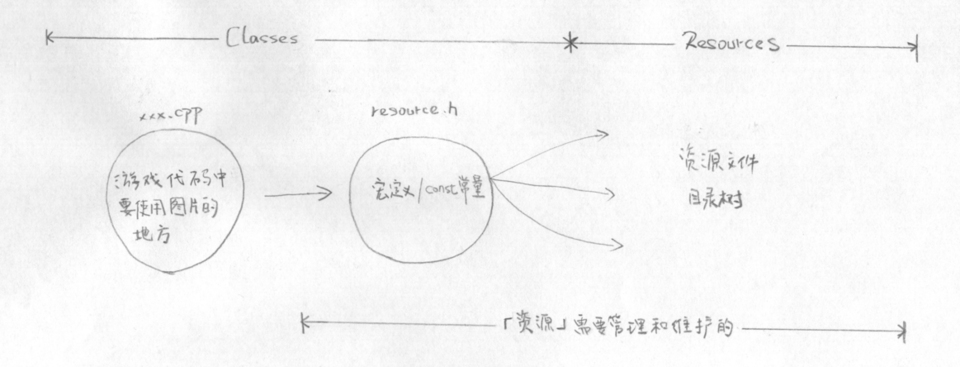 Classes
Resources
xxx.cpp
resource.h
游戏代码中
要使用图片的
地方
宏定义/const常量
资源文件
目录树
「资源」需要管理和维护的